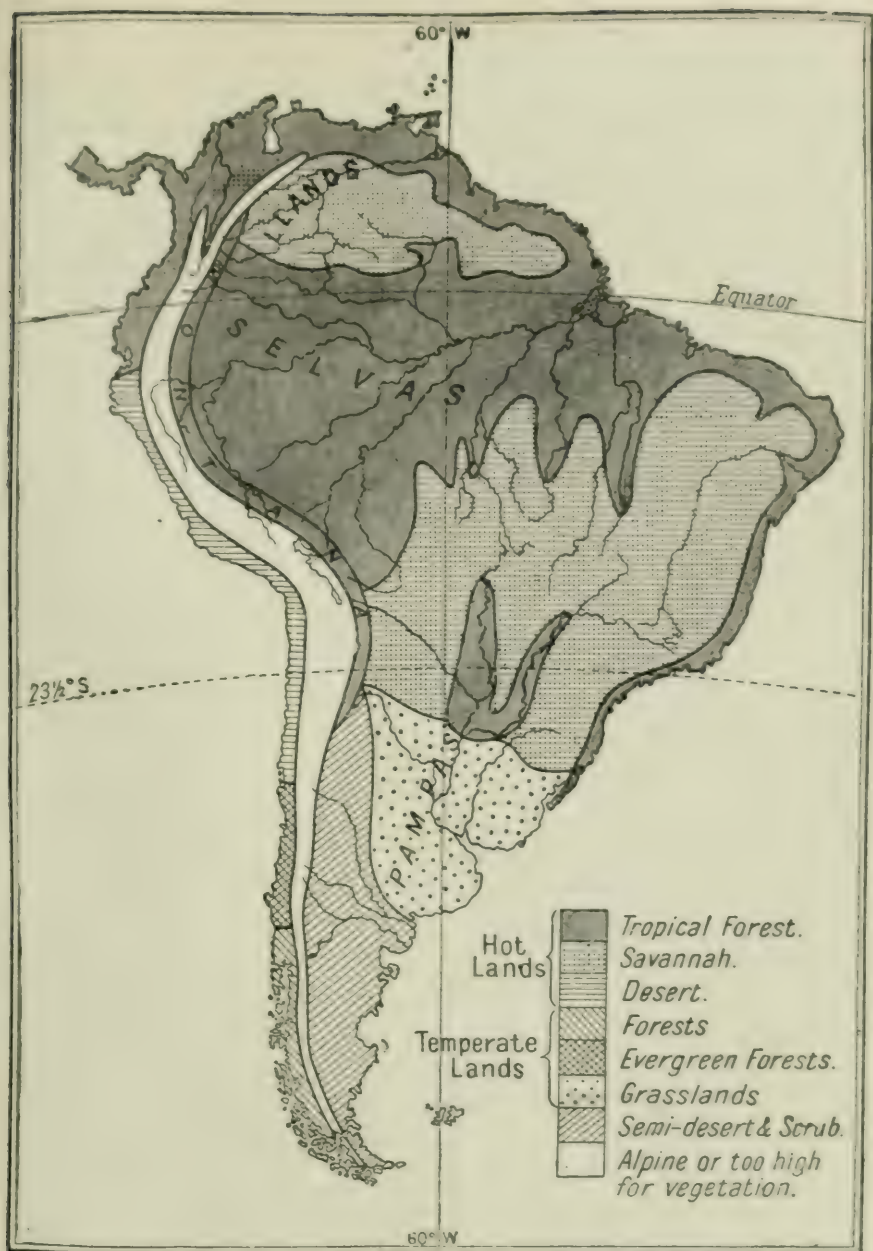 60° W
LLANOS
Equator
SELVAS
MONTANA
23½° S.
PAMPAS
Hot Lands
Tropical Forest.
Savannah.
Desert.
Temperate Lands
Forests
Evergreen Forests.
Grasslands
Semi-desert & Scrub.
Alpine or too high
for vegetation.
60° W